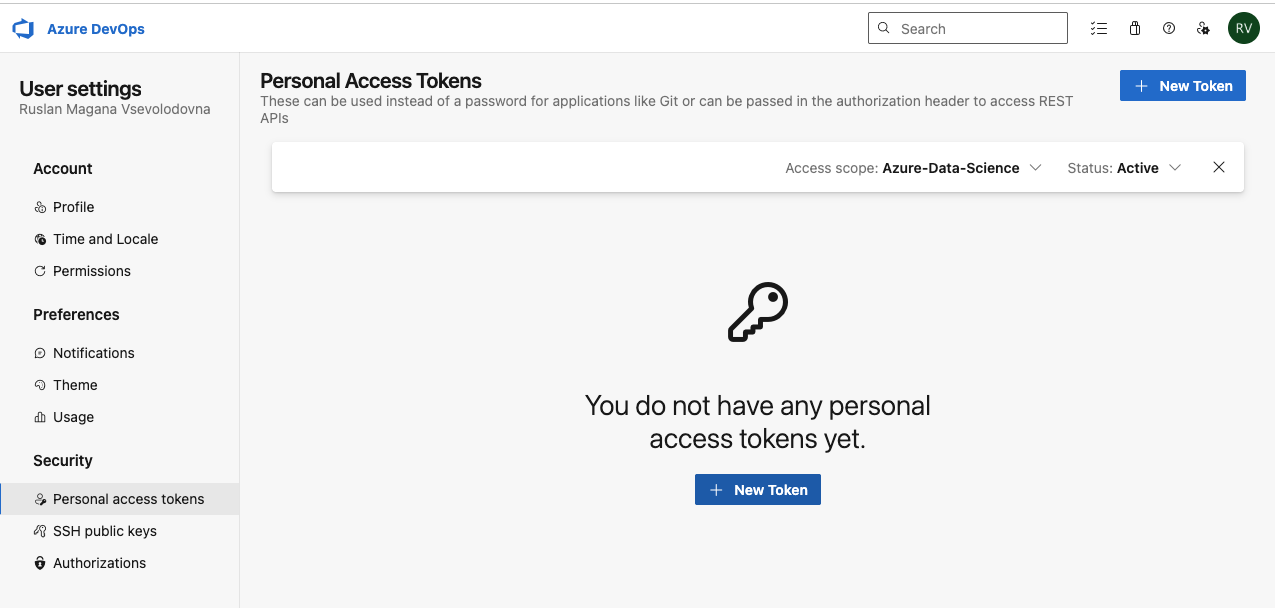 Azure DevOps
Search
RV
User settings
Ruslan Magana Vsevolodovna
Account
Profile
Time and Locale
Permissions
Preferences
Notifications
Theme
Usage
Security
Personal access tokens
SSH public keys
Authorizations
Personal Access Tokens
These can be used instead of a password for applications like Git or can be passed in the authorization header to access REST
APIs
New Token
Access scope: Azure-Data-Science
Status: Active
You do not have any personal
access tokens yet.
New Token